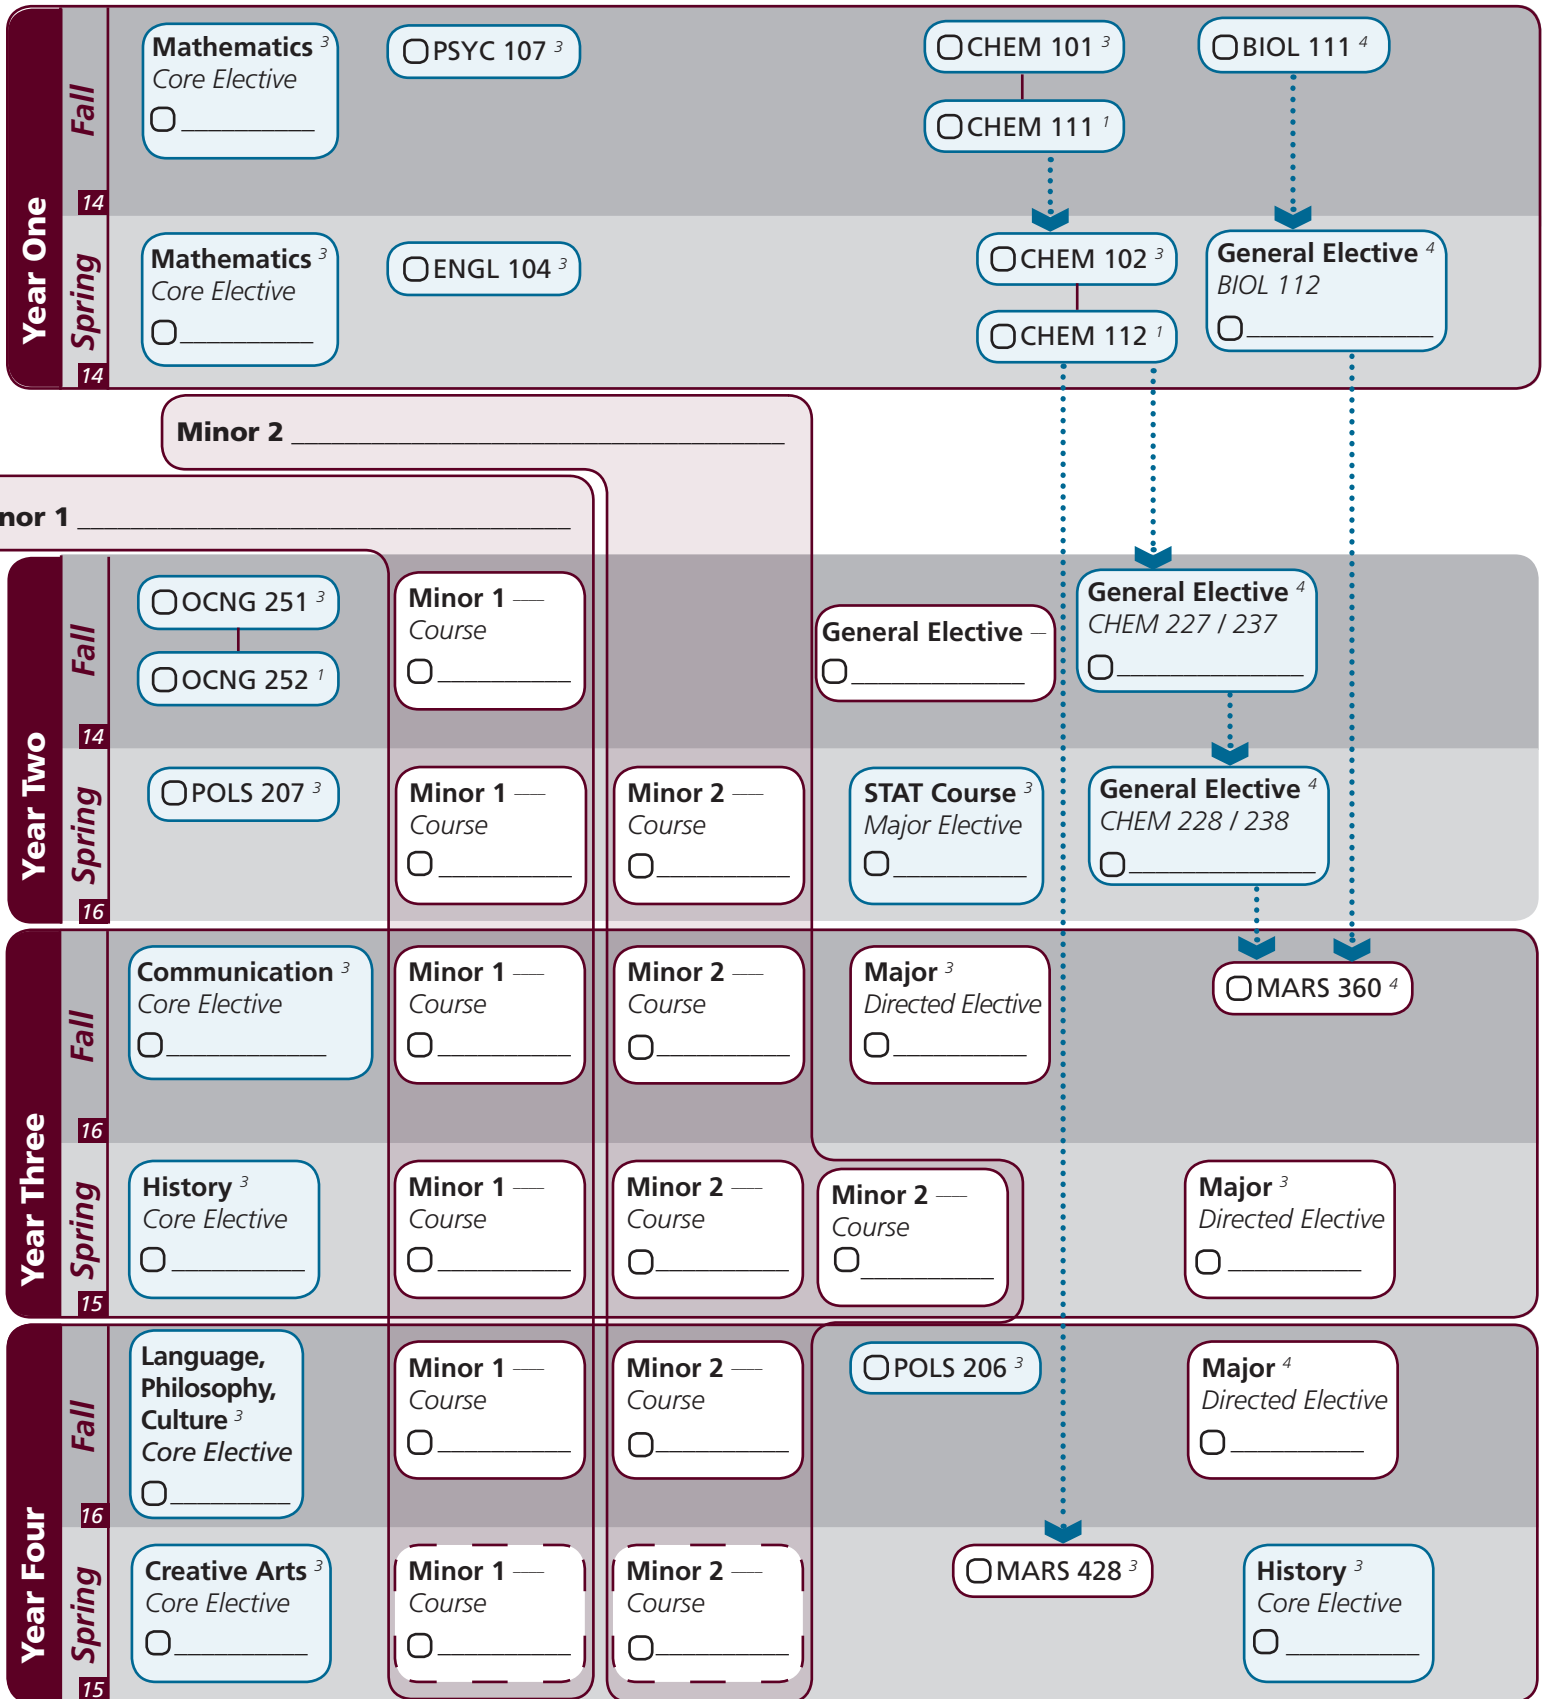 Year One
Fall
14
Mathematics 3
Core Elective
PSYC 107 3
CHEM 101 3
CHEM 111 1
BIOL 111 4
Spring
14
Mathematics 3
Core Elective
ENGL 104 3
CHEM 102 3
CHEM 112 1
General Elective 4
BIOL 112
Minor 2
nor 1
Year Two
Fall
14
OCNG 251 3
OCNG 252 1
Minor 1
Course
General Elective
General Elective 4
CHEM 227 / 237
Spring
16
POLS 207 3
Minor 1
Course
Minor 2
Course
STAT Course 3
Major Elective
General Elective 4
CHEM 228 / 238
Year Three
Fall
16
Communication 3
Core Elective
Minor 1
Course
Minor 2
Course
Major 3
Directed Elective
MARS 360 4
Spring
15
History 3
Core Elective
Minor 1
Course
Minor 2
Course
Minor 2
Course
Major 3
Directed Elective
Year Four
Fall
16
Language,
Philosophy,
Culture 3
Core Elective
Minor 1
Course
Minor 2
Course
POLS 206 3
Major 4
Directed Elective
Spring
15
Creative Arts 3
Core Elective
Minor 1
Course
Minor 2
Course
MARS 428 3
History 3
Core Elective